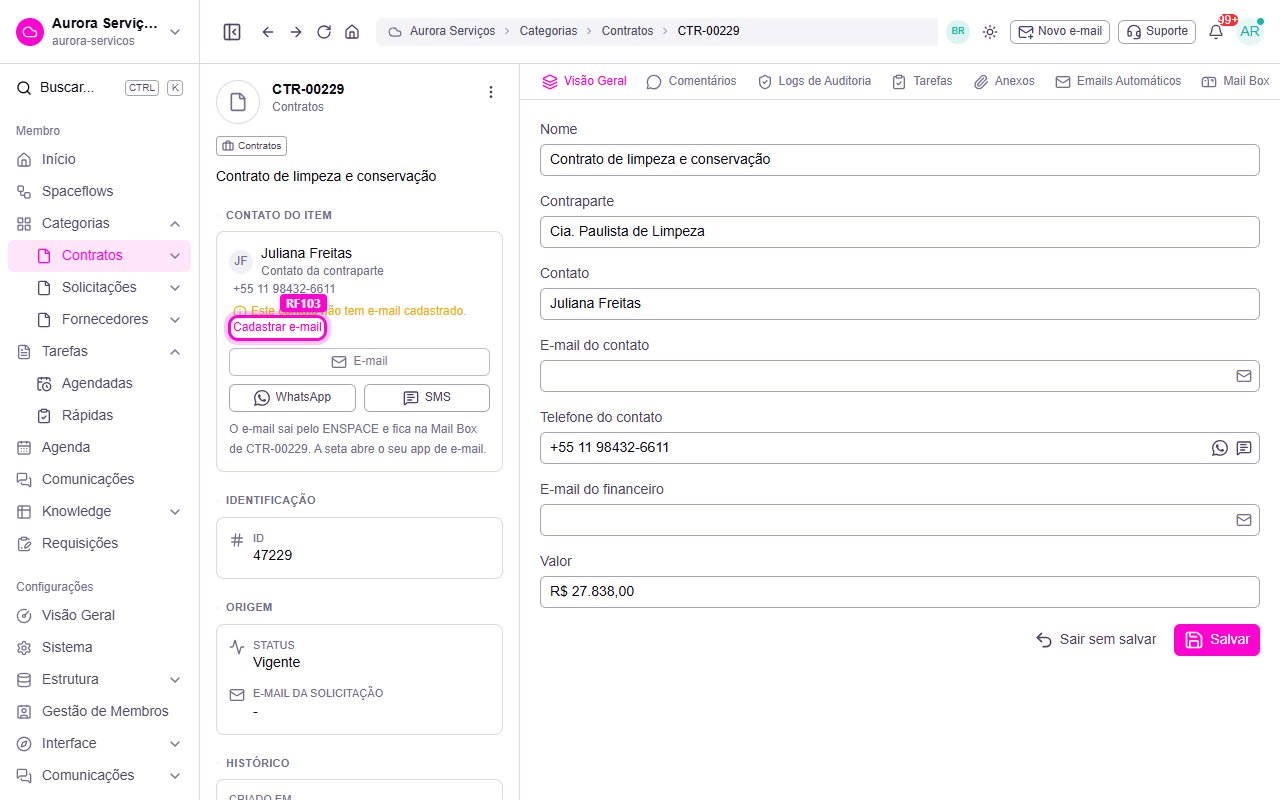 Aurora Serviç...
aurora-servicos
Aurora Serviços
Categorias
Contratos
CTR-00229
BR
Novo e-mail
Suporte
99+
AR
Buscar...
CTRL
K
Membro
Início
Spaceflows
Categorias
Contratos
Solicitações
Fornecedores
Tarefas
Agendadas
Rápidas
Agenda
Comunicações
Knowledge
Requisições
Configurações
Visão Geral
Sistema
Estrutura
Gestão de Membros
Interface
Comunicações
CTR-00229
Contratos
Contratos
Contrato de limpeza e conservação
CONTATO DO ITEM
JF
Juliana Freitas
Contato da contraparte
+55 11 98432-6611
RF103
Este não tem e-mail cadastrado.
Cadastrar e-mail
E-mail
WhatsApp
SMS
O e-mail sai pelo ENSPACE e fica na Mail Box
de CTR-00229. A seta abre o seu app de e-mail.
IDENTIFICAÇÃO
ID
47229
ORIGEM
STATUS
Vigente
E-MAIL DA SOLICITAÇÃO
-
HISTÓRICO
CRIADO EM
Visão Geral
Comentários
Logs de Auditoria
Tarefas
Anexos
Emails Automáticos
Mail Box
Nome
Contrato de limpeza e conservação
Contraparte
Cia. Paulista de Limpeza
Contato
Juliana Freitas
E-mail do contato
Telefone do contato
+55 11 98432-6611
E-mail do financeiro
Valor
R$ 27.838,00
Sair sem salvar
Salvar